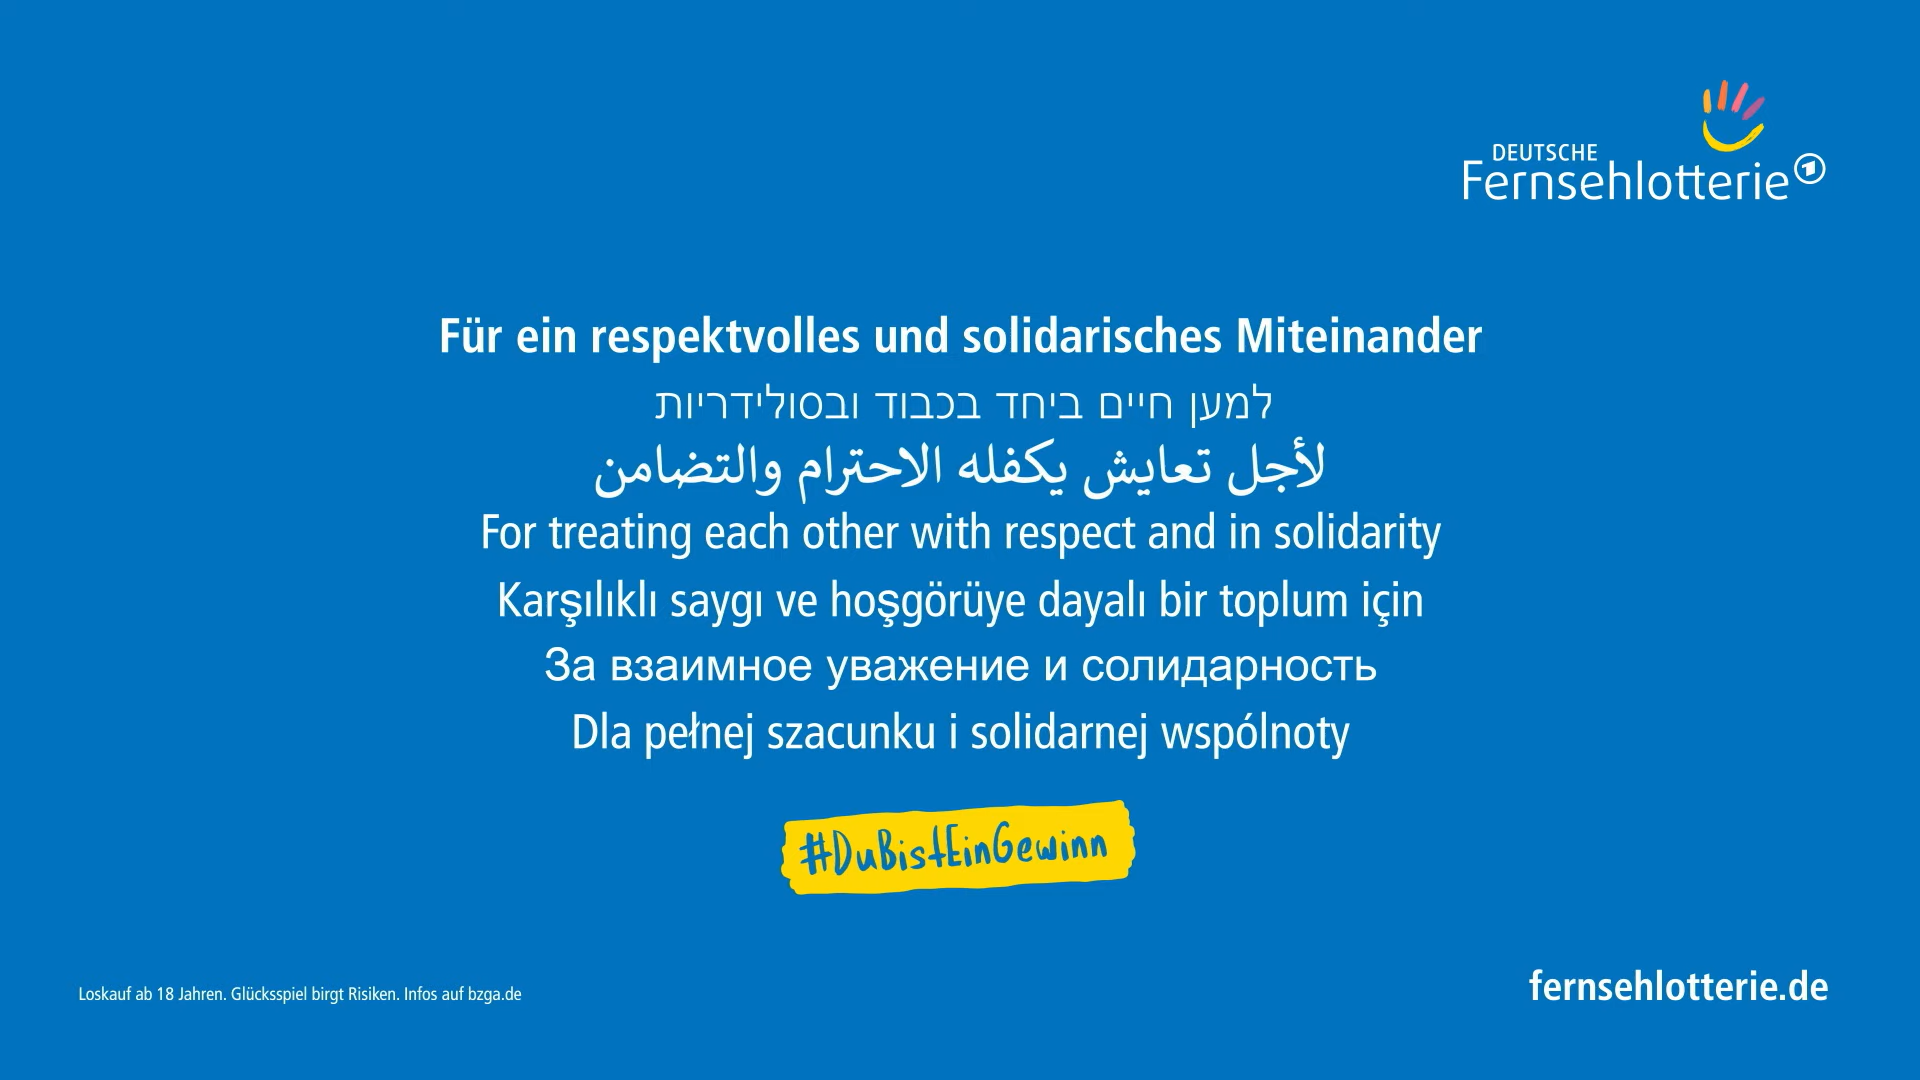 DEUTSCHE
Fernsehlotterie
Für ein respektvolles und solidarisches Miteinander
למען חיים ביחד בכבוד ובסולידריות
لأجل تعايش يكفله الاحترام والتضامن
For treating each other with respect and in solidarity
Karşılıklı saygı ve hoşgörüye dayalı bir toplum için
За взаимное уважение и солидарность
Dla pełnej szacunku i solidarnej wspólnoty
#DuBistEinGewinn
Loskauf ab 18 Jahren. Glücksspiel birgt Risiken. Infos auf bzga.de
fernsehlotterie.de